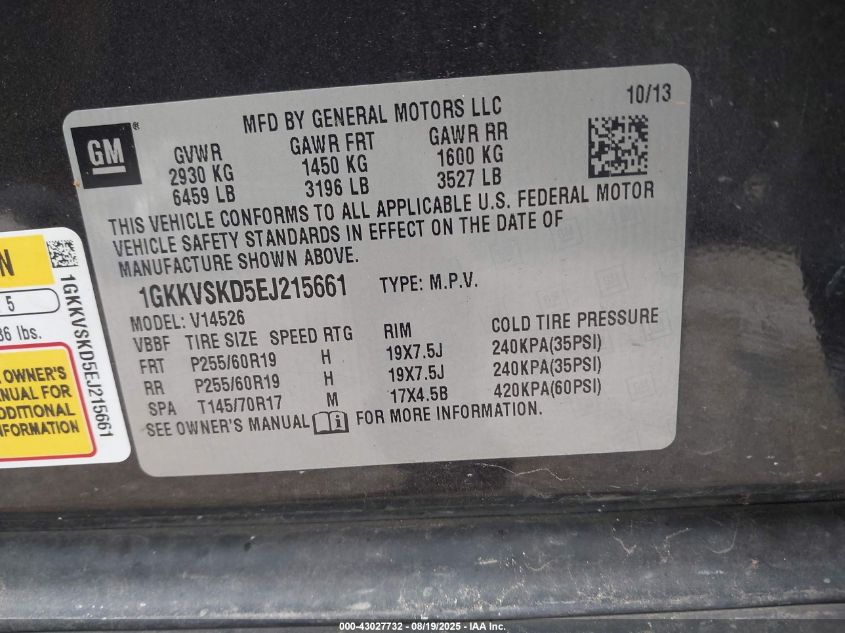 10/13
MFD BY GENERAL MOTORS LLC
GM
GVWR GAWR FRT GAWR RR
2930 KG 1450 KG 1600 KG
6459 LB 3196 LB 3527 LB
THIS VEHICLE CONFORMS TO ALL APPLICABLE U.S. FEDERAL MOTOR
VEHICLE SAFETY STANDARDS IN EFFECT ON THE DATE OF
MANUFACTURE SHOWN ABOVE.
1GKKVSKD5EJ215661 TYPE: M.P.V.
MODEL: V14526
VBBF TIRE SIZE SPEED RTG RIM COLD TIRE PRESSURE
FRT P255/60R19 H 19X7.5J 240KPA(35PSI)
RR P255/60R19 H 19X7.5J 240KPA(35PSI)
SPA T145/70R17 M 17X4.5B 420KPA(60PSI)
SEE OWNER'S MANUAL i FOR MORE INFORMATION.
N
5
36 lbs.
OWNER'S
FOR
INFORMATION
1GKKVSKD5EJ215661
000-43027732 - 08/19/2025 - IAA Inc.